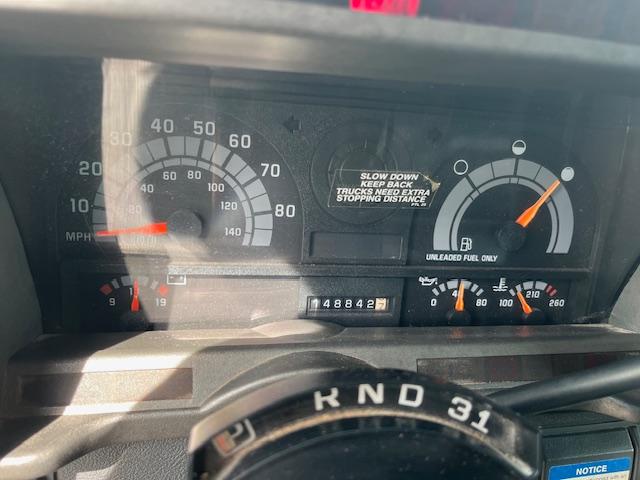 30 40 50 60
20 70
10 80
MPH
20 40 60 80 100 120 140
km/h
SLOW DOWN
KEEP BACK
TRUCKS NEED EXTRA
STOPPING DISTANCE
UNLEADED FUEL ONLY
9 19
148842
0 40 80
100 210 260
P R N D 3 1
NOTICE